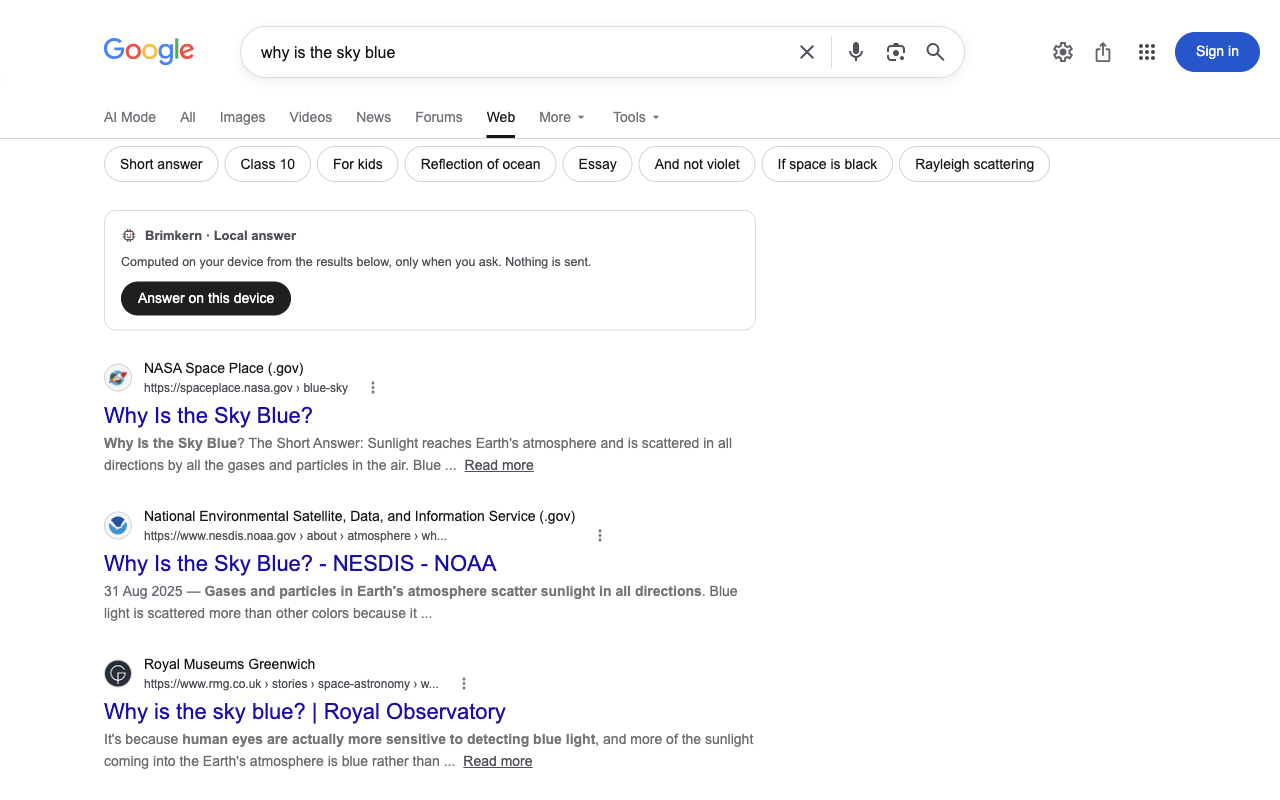 Google
why is the sky blue
Sign in
AI Mode All Images Videos News Forums Web More Tools
Short answer Class 10 For kids Reflection of ocean Essay And not violet If space is black Rayleigh scattering
Brimkern · Local answer
Computed on your device from the results below, only when you ask. Nothing is sent.
Answer on this device
NASA Space Place (.gov)
https://spaceplace.nasa.gov › blue-sky
Why Is the Sky Blue?
Why Is the Sky Blue? The Short Answer: Sunlight reaches Earth's atmosphere and is scattered in all
directions by all the gases and particles in the air. Blue ... Read more
National Environmental Satellite, Data, and Information Service (.gov)
https://www.nesdis.noaa.gov › about › atmosphere › wh...
Why Is the Sky Blue? - NESDIS - NOAA
31 Aug 2025 — Gases and particles in Earth's atmosphere scatter sunlight in all directions. Blue
light is scattered more than other colors because it ...
Royal Museums Greenwich
https://www.rmg.co.uk › stories › space-astronomy › w...
Why is the sky blue? | Royal Observatory
It's because human eyes are actually more sensitive to detecting blue light, and more of the sunlight
coming into the Earth's atmosphere is blue rather than ... Read more